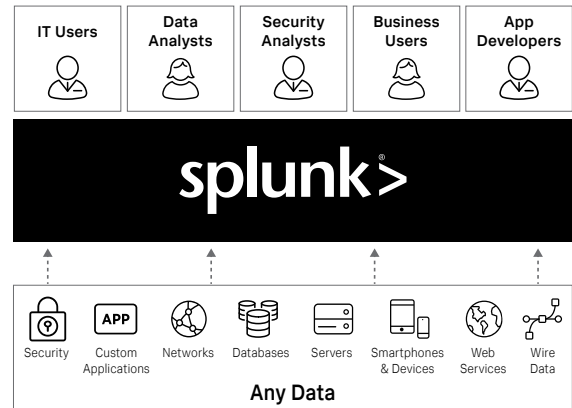 IT Users
Data
Analysts
Security
Analysts
Business
Users
App
Developers
splunk>®
APP
Security
Custom
Applications
Networks
Databases
Servers
Smartphones
& Devices
Web
Services
Wire
Data
Any Data